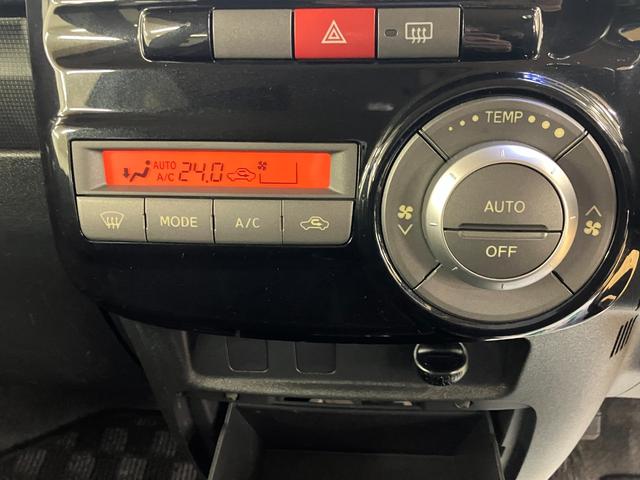 TEMP
AUTO
A/C 24.0
MODE
A/C
AUTO
OFF